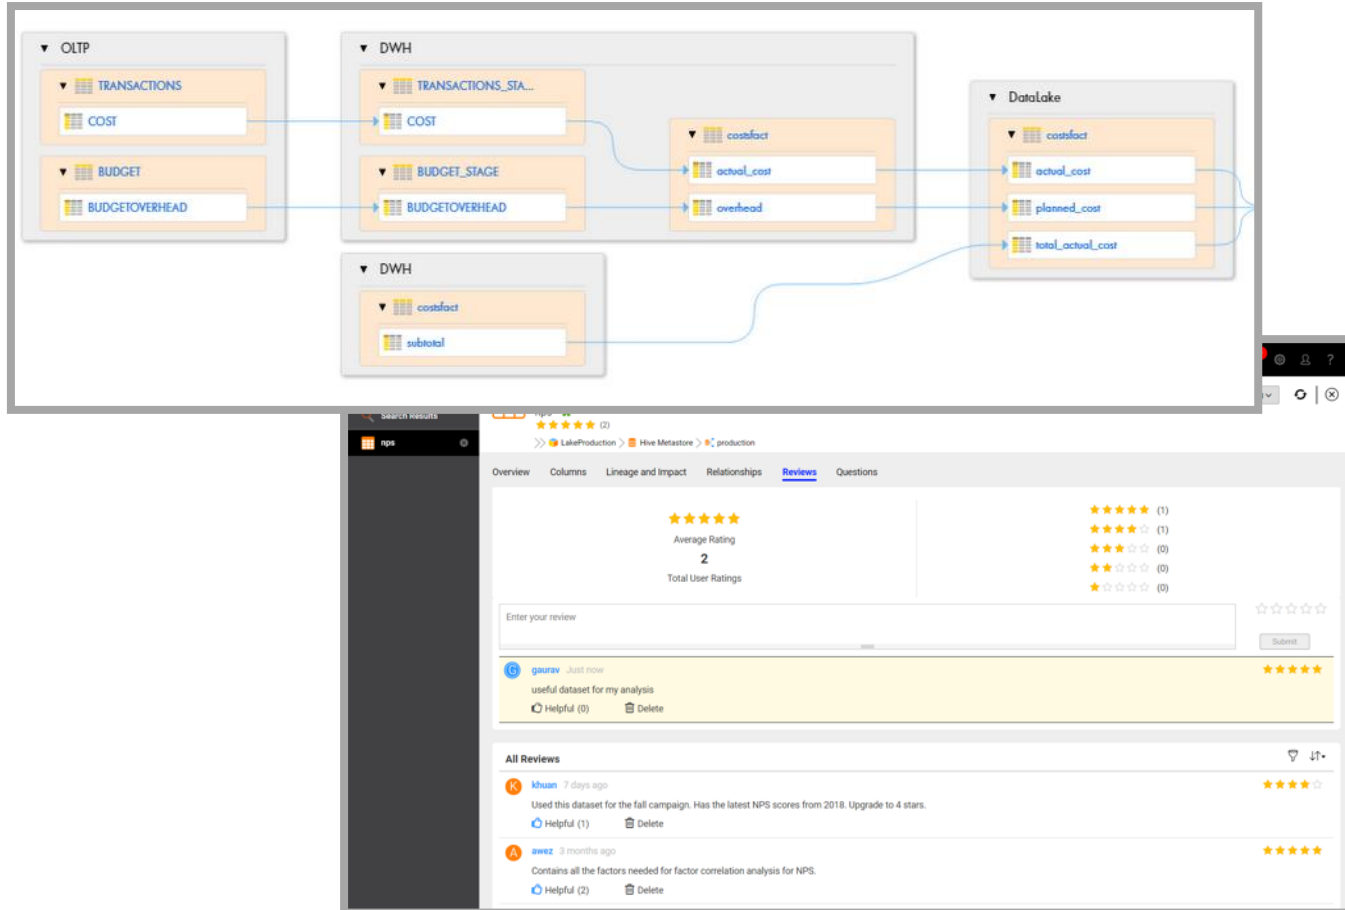 OLTP
TRANSACTIONS
COST
BUDGET
BUDGETOVERHEAD
DWH
TRANSACTIONS_STA...
COST
BUDGET_STAGE
BUDGETOVERHEAD
costsfact
actual_cost
overhead
DWH
costsfact
subtotal
DataLake
costsfact
actual_cost
planned_cost
total_actual_cost
?
Search Results
nps
nps
(2)
LakeProduction
Hive Metastore
production
Overview Columns Lineage and Impact Relationships Reviews Questions
Average Rating
2
Total User Ratings
(1)
(1)
(0)
(0)
(0)
Enter your review
Submit
G gaurav Just now
useful dataset for my analysis
Helpful (0) Delete
All Reviews
K khuan 7 days ago
Used this dataset for the fall campaign. Has the latest NPS scores from 2018. Upgrade to 4 stars.
Helpful (1) Delete
A awez 3 months ago
Contains all the factors needed for factor correlation analysis for NPS.
Helpful (2) Delete